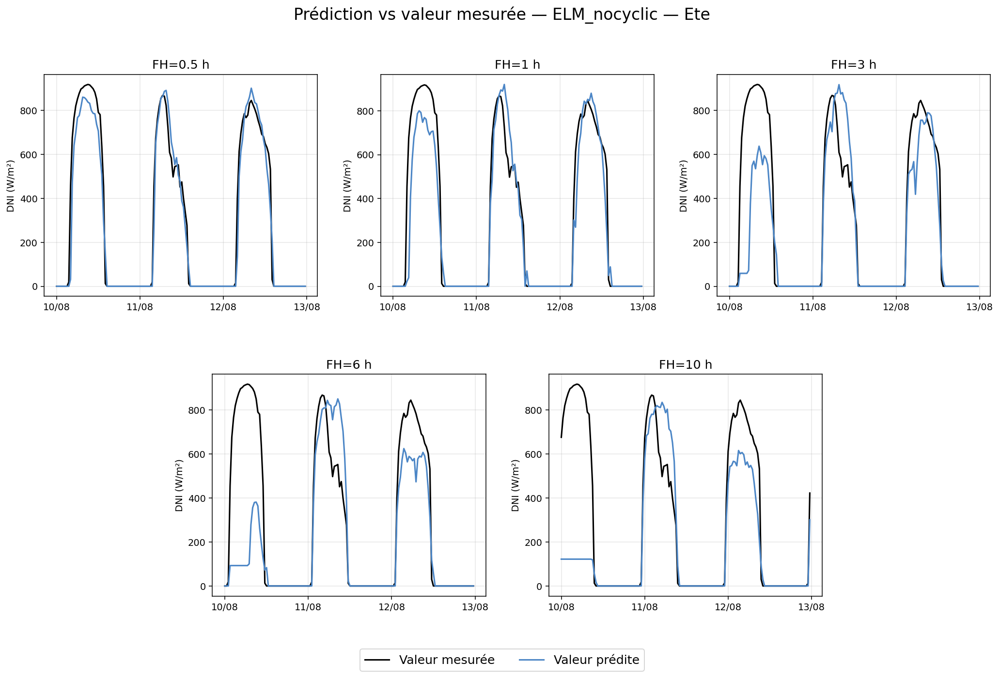 Prédiction vs valeur mesurée — ELM_nocyclic — Ete
FH=0.5 h
DNI (W/m²)
800
600
400
200
0
10/08 11/08 12/08 13/08
FH=1 h
DNI (W/m²)
800
600
400
200
0
10/08 11/08 12/08 13/08
FH=3 h
DNI (W/m²)
800
600
400
200
0
10/08 11/08 12/08 13/08
FH=6 h
DNI (W/m²)
800
600
400
200
0
10/08 11/08 12/08 13/08
FH=10 h
DNI (W/m²)
800
600
400
200
0
10/08 11/08 12/08 13/08
Valeur mesurée Valeur prédite